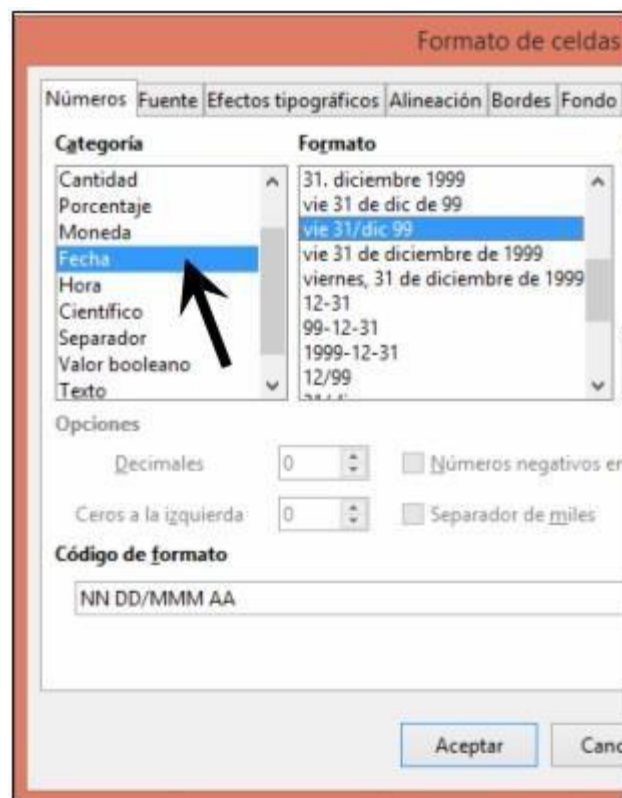 Formato de celdas
Números Fuente Efectos tipográficos Alineación Bordes Fondo
Categoría
Cantidad
Porcentaje
Moneda
Fecha
Hora
Científico
Separador
Valor booleano
Texto
Formato
31. diciembre 1999
vie 31 de dic de 99
vie 31/dic 99
vie 31 de diciembre de 1999
viernes, 31 de diciembre de 1999
12-31
99-12-31
1999-12-31
12/99
Opciones
Decimales 0 Números negativos en
Ceros a la izquierda 0 Separador de miles
Código de formato
NN DD/MMM AA
Aceptar Canc